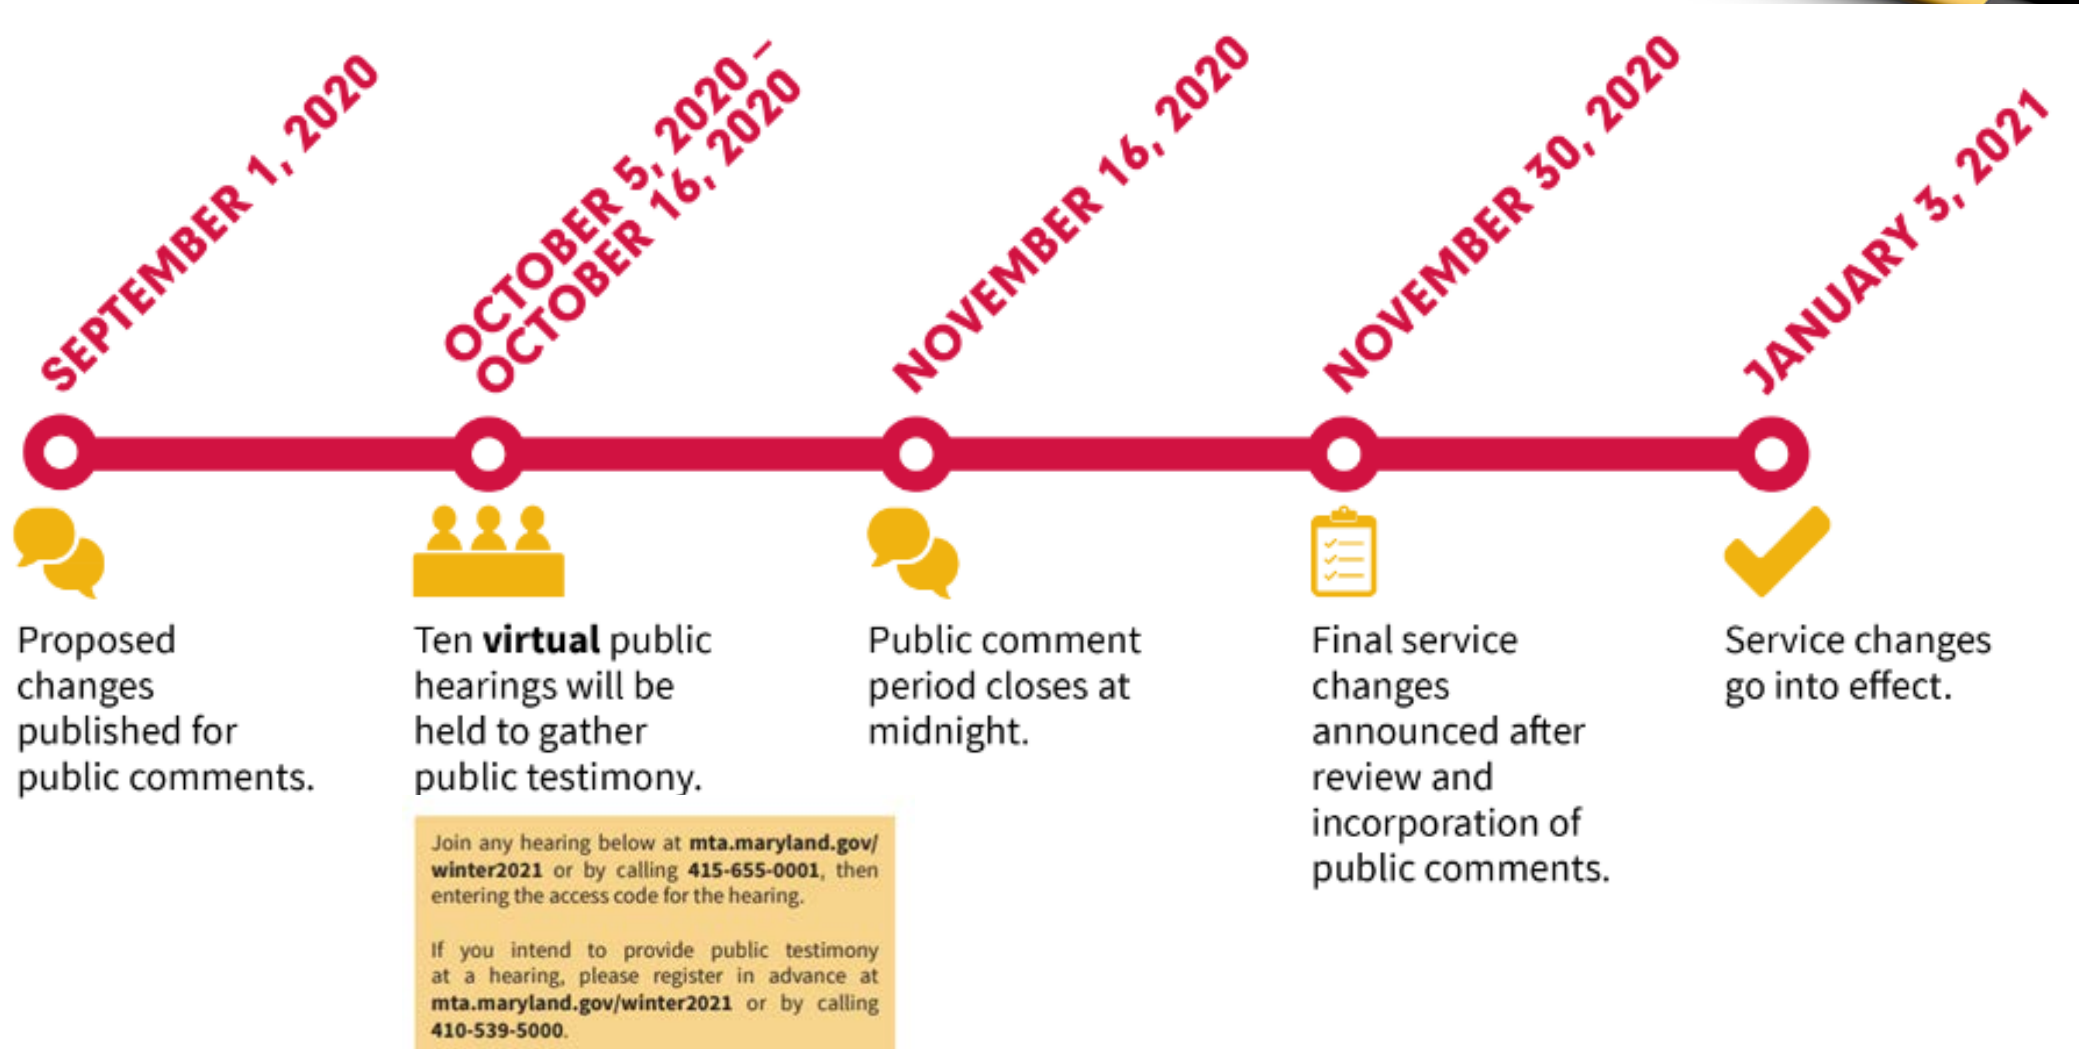 SEPTEMBER 1, 2020
OCTOBER 5, 2020 –
OCTOBER 16, 2020
NOVEMBER 16, 2020
NOVEMBER 30, 2020
JANUARY 3, 2021
Proposed
changes
published for
public comments.
Ten virtual public
hearings will be
held to gather
public testimony.
Join any hearing below at mta.maryland.gov/
winter2021 or by calling 415-655-0001, then
entering the access code for the hearing.
If you intend to provide public testimony
at a hearing, please register in advance at
mta.maryland.gov/winter2021 or by calling
410-539-5000.
Public comment
period closes at
midnight.
Final service
changes
announced after
review and
incorporation of
public comments.
Service changes
go into effect.